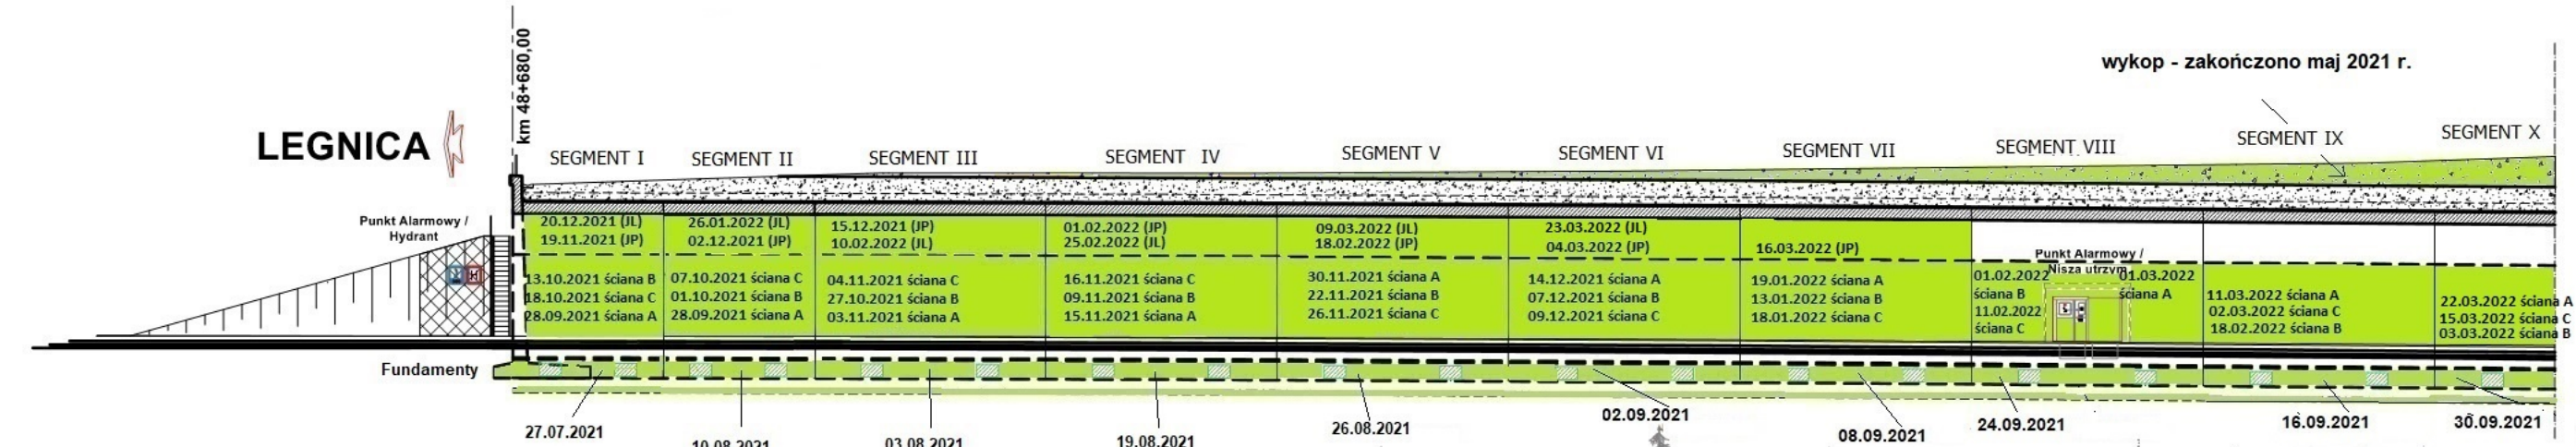 km 48+680,00
wykop - zakończono maj 2021 r.
LEGNICA
SEGMENT I
SEGMENT II
SEGMENT III
SEGMENT IV
SEGMENT V
SEGMENT VI
SEGMENT VII
SEGMENT VIII
SEGMENT IX
SEGMENT X
Punkt Alarmowy /
Hydrant
20.12.2021 (JL)
19.11.2021 (JP)
13.10.2021 ściana B
18.10.2021 ściana C
28.09.2021 ściana A
26.01.2022 (JL)
02.12.2021 (JP)
07.10.2021 ściana C
01.10.2021 ściana B
28.09.2021 ściana A
15.12.2021 (JP)
10.02.2022 (JL)
04.11.2021 ściana C
27.10.2021 ściana B
03.11.2021 ściana A
01.02.2022 (JP)
25.02.2022 (JL)
16.11.2021 ściana C
09.11.2021 ściana B
15.11.2021 ściana A
09.03.2022 (JL)
18.02.2022 (JP)
30.11.2021 ściana A
22.11.2021 ściana B
26.11.2021 ściana C
23.03.2022 (JL)
04.03.2022 (JP)
14.12.2021 ściana A
07.12.2021 ściana B
09.12.2021 ściana C
16.03.2022 (JP)
19.01.2022 ściana A
13.01.2022 ściana B
18.01.2022 ściana C
Punkt Alarmowy /
Nisza utrzym.
01.02.2022
ściana B
11.02.2022
ściana C
01.03.2022
ściana A
11.03.2022 ściana A
02.03.2022 ściana C
18.02.2022 ściana B
22.03.2022 ściana A
15.03.2022 ściana C
03.03.2022 ściana B
Fundamenty
27.07.2021
10.08.2021
03.08.2021
19.08.2021
26.08.2021
02.09.2021
08.09.2021
24.09.2021
16.09.2021
30.09.2021